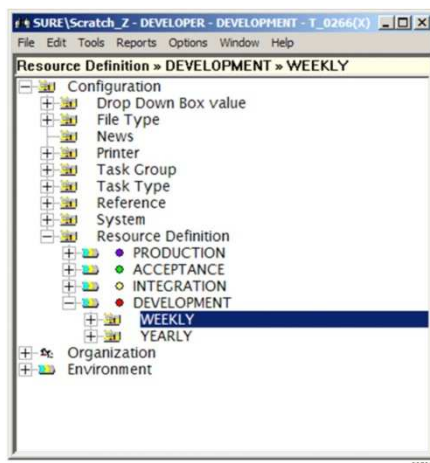 SURE\Scratch_Z - DEVELOPER - DEVELOPMENT - T_0266(X)
File Edit Tools Reports Options Window Help
Resource Definition » DEVELOPMENT » WEEKLY
Configuration
Drop Down Box value
File Type
News
Printer
Task Group
Task Type
Reference
System
Resource Definition
PRODUCTION
ACCEPTANCE
INTEGRATION
DEVELOPMENT
WEEKLY
YEARLY
Organization
Environment